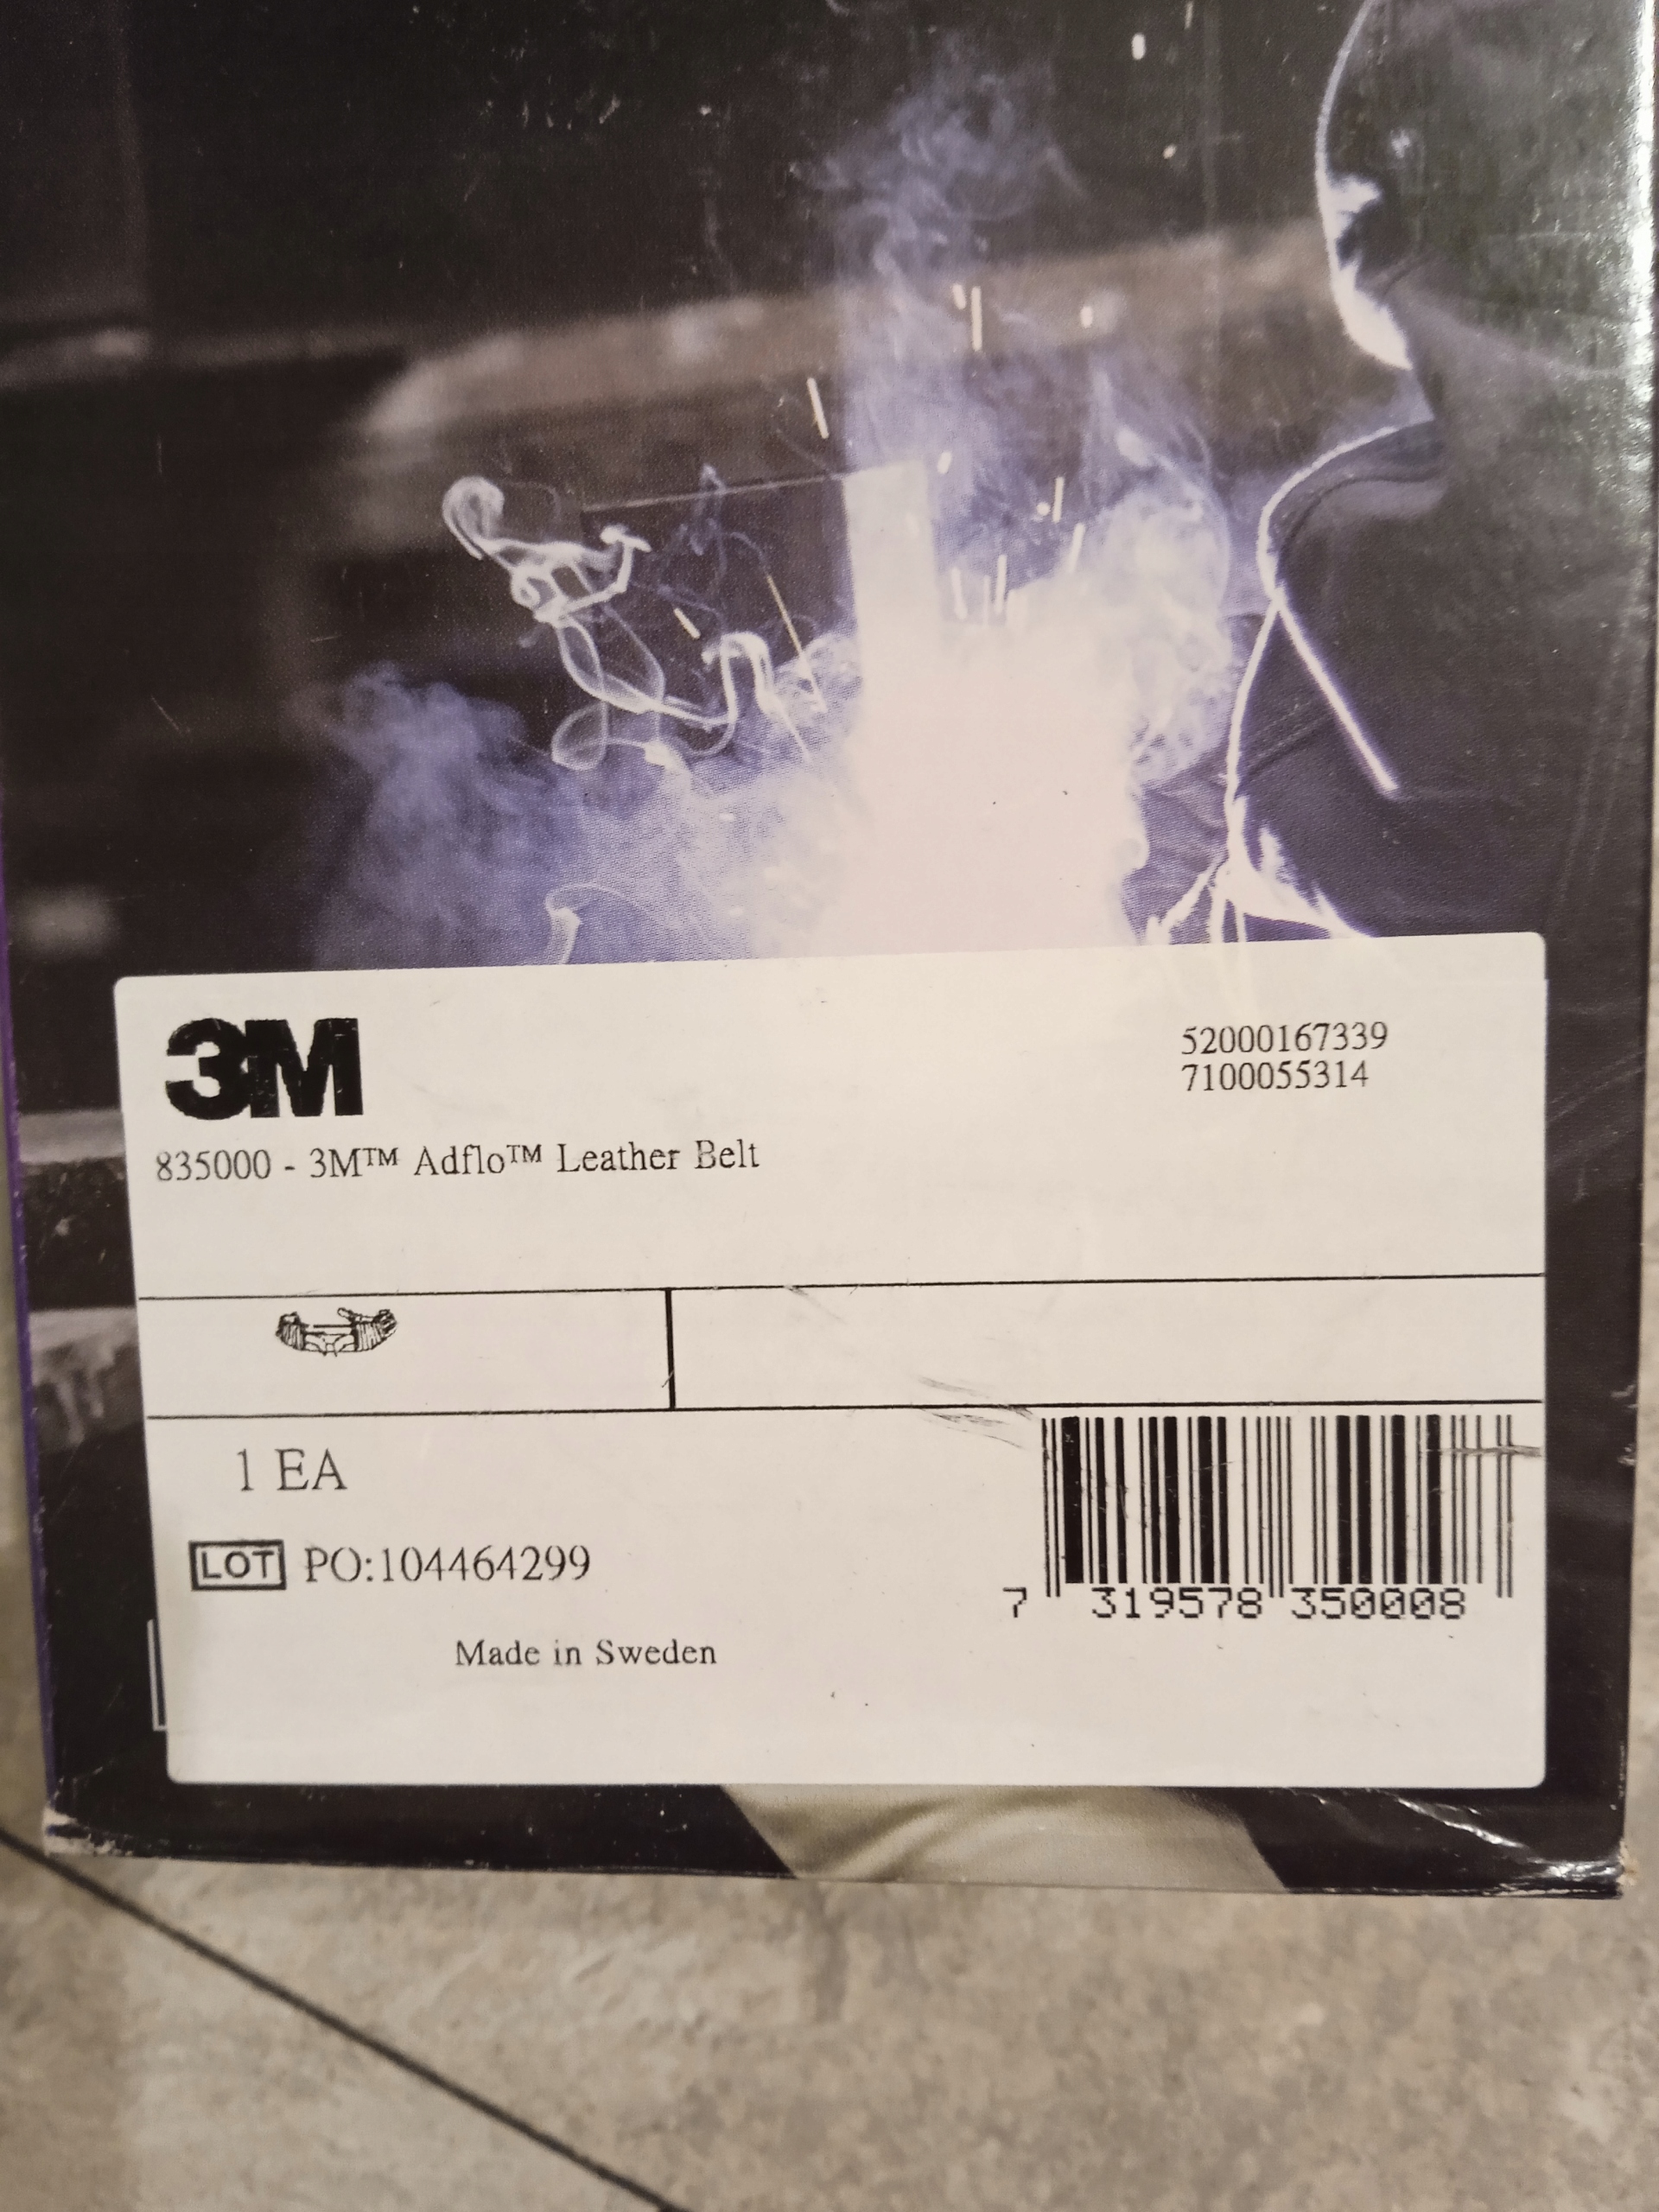 3M
52000167339
7100055314
835000 - 3M™ Adflo™ Leather Belt
1 EA
LOT PO:104464299
7 319578 350008
Made in Sweden